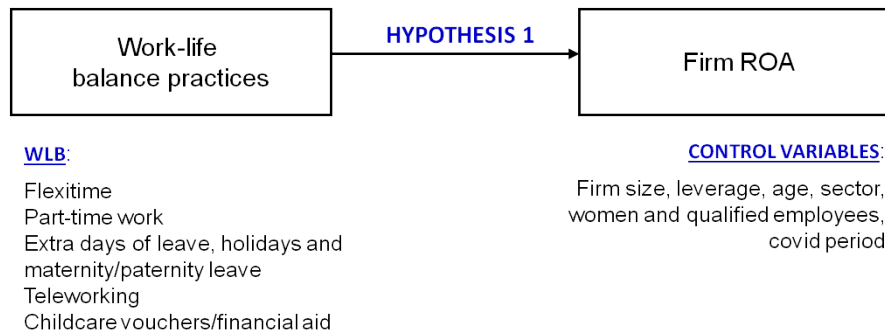 Work-life
balance practices
HYPOTHESIS 1
Firm ROA
WLB:
Flexitime
Part-time work
Extra days of leave, holidays and
maternity/paternity leave
Teleworking
Childcare vouchers/financial aid
CONTROL VARIABLES:
Firm size, leverage, age, sector,
women and qualified employees,
covid period